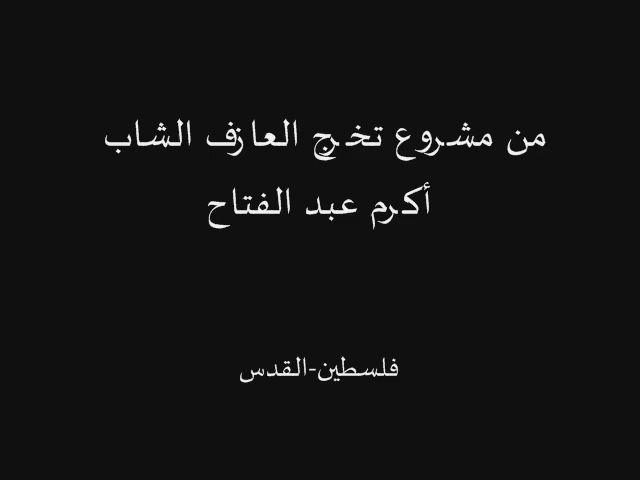 من مشروع تخرج العازف الشاب
أكرم عبد الفتاح
فلسطين-القدس